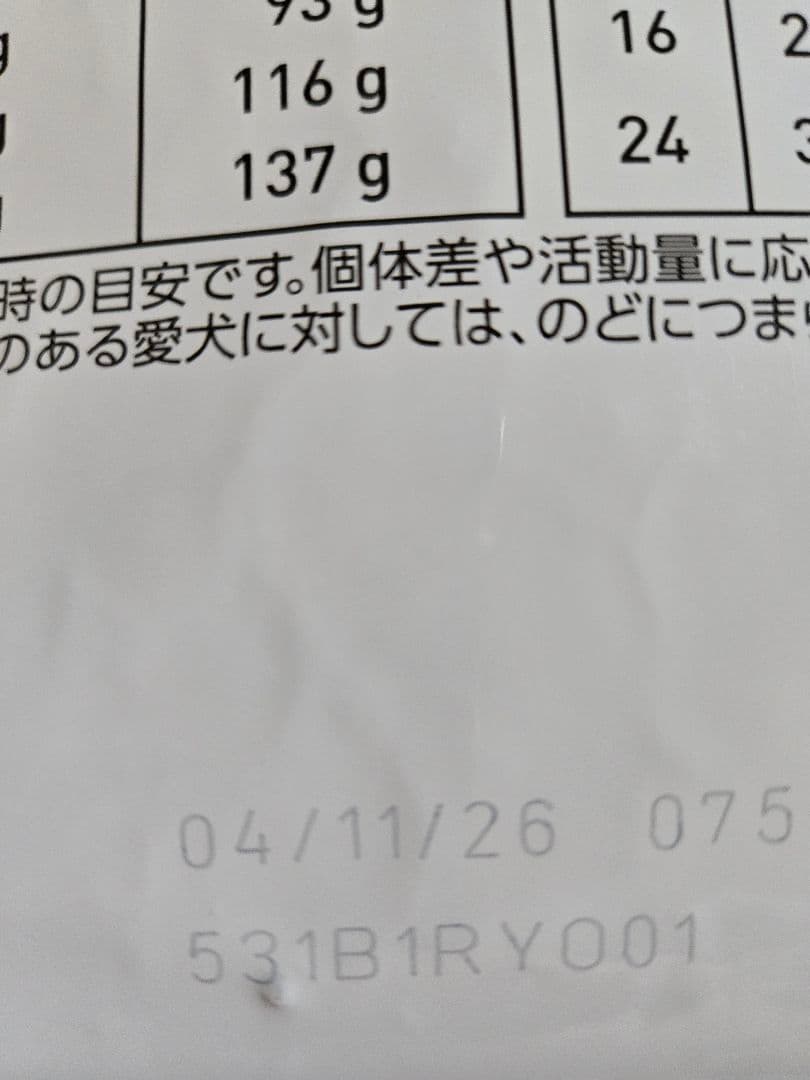 116 g
137 g
16
24
時の目安です。個体差や活動量に応
のある愛犬に対しては、のどにつま
04/11/26 075
531B1RYO01